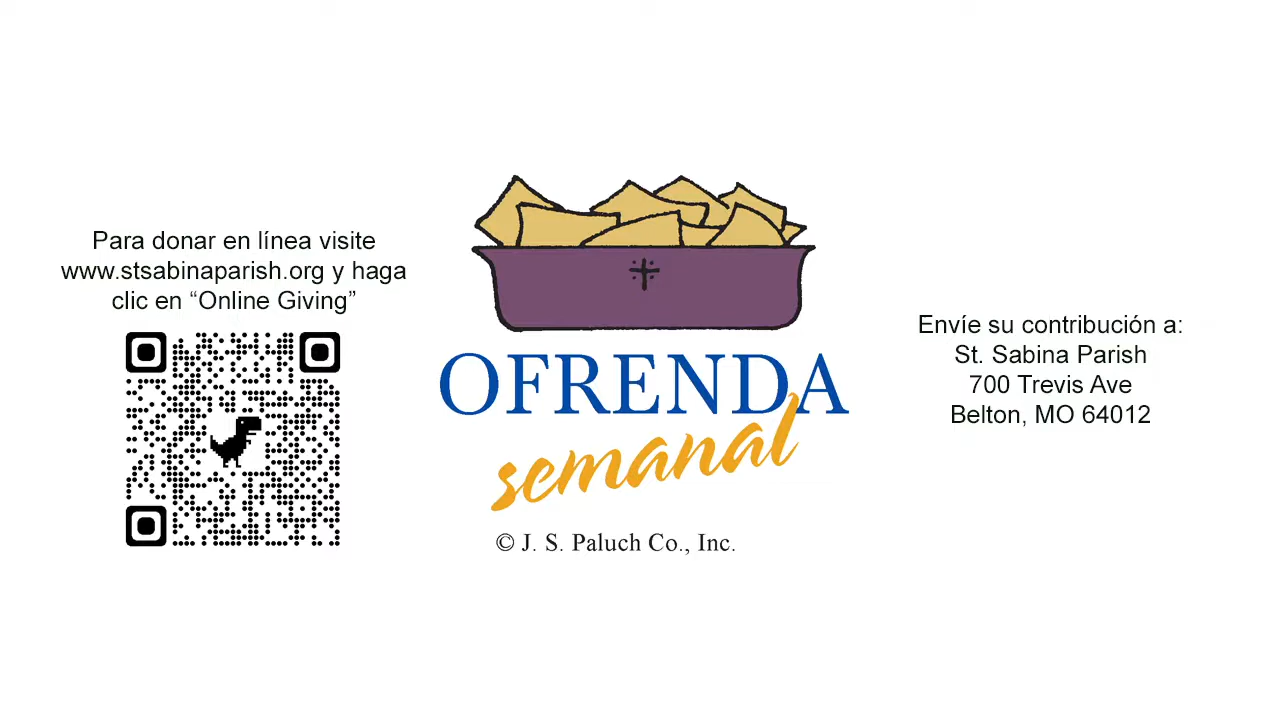 Para donar en línea visite
www.stsabinaparish.org y haga
clic en “Online Giving”
OFRENDA
semanal
© J. S. Paluch Co., Inc.
Envíe su contribución a:
St. Sabina Parish
700 Trevis Ave
Belton, MO 64012